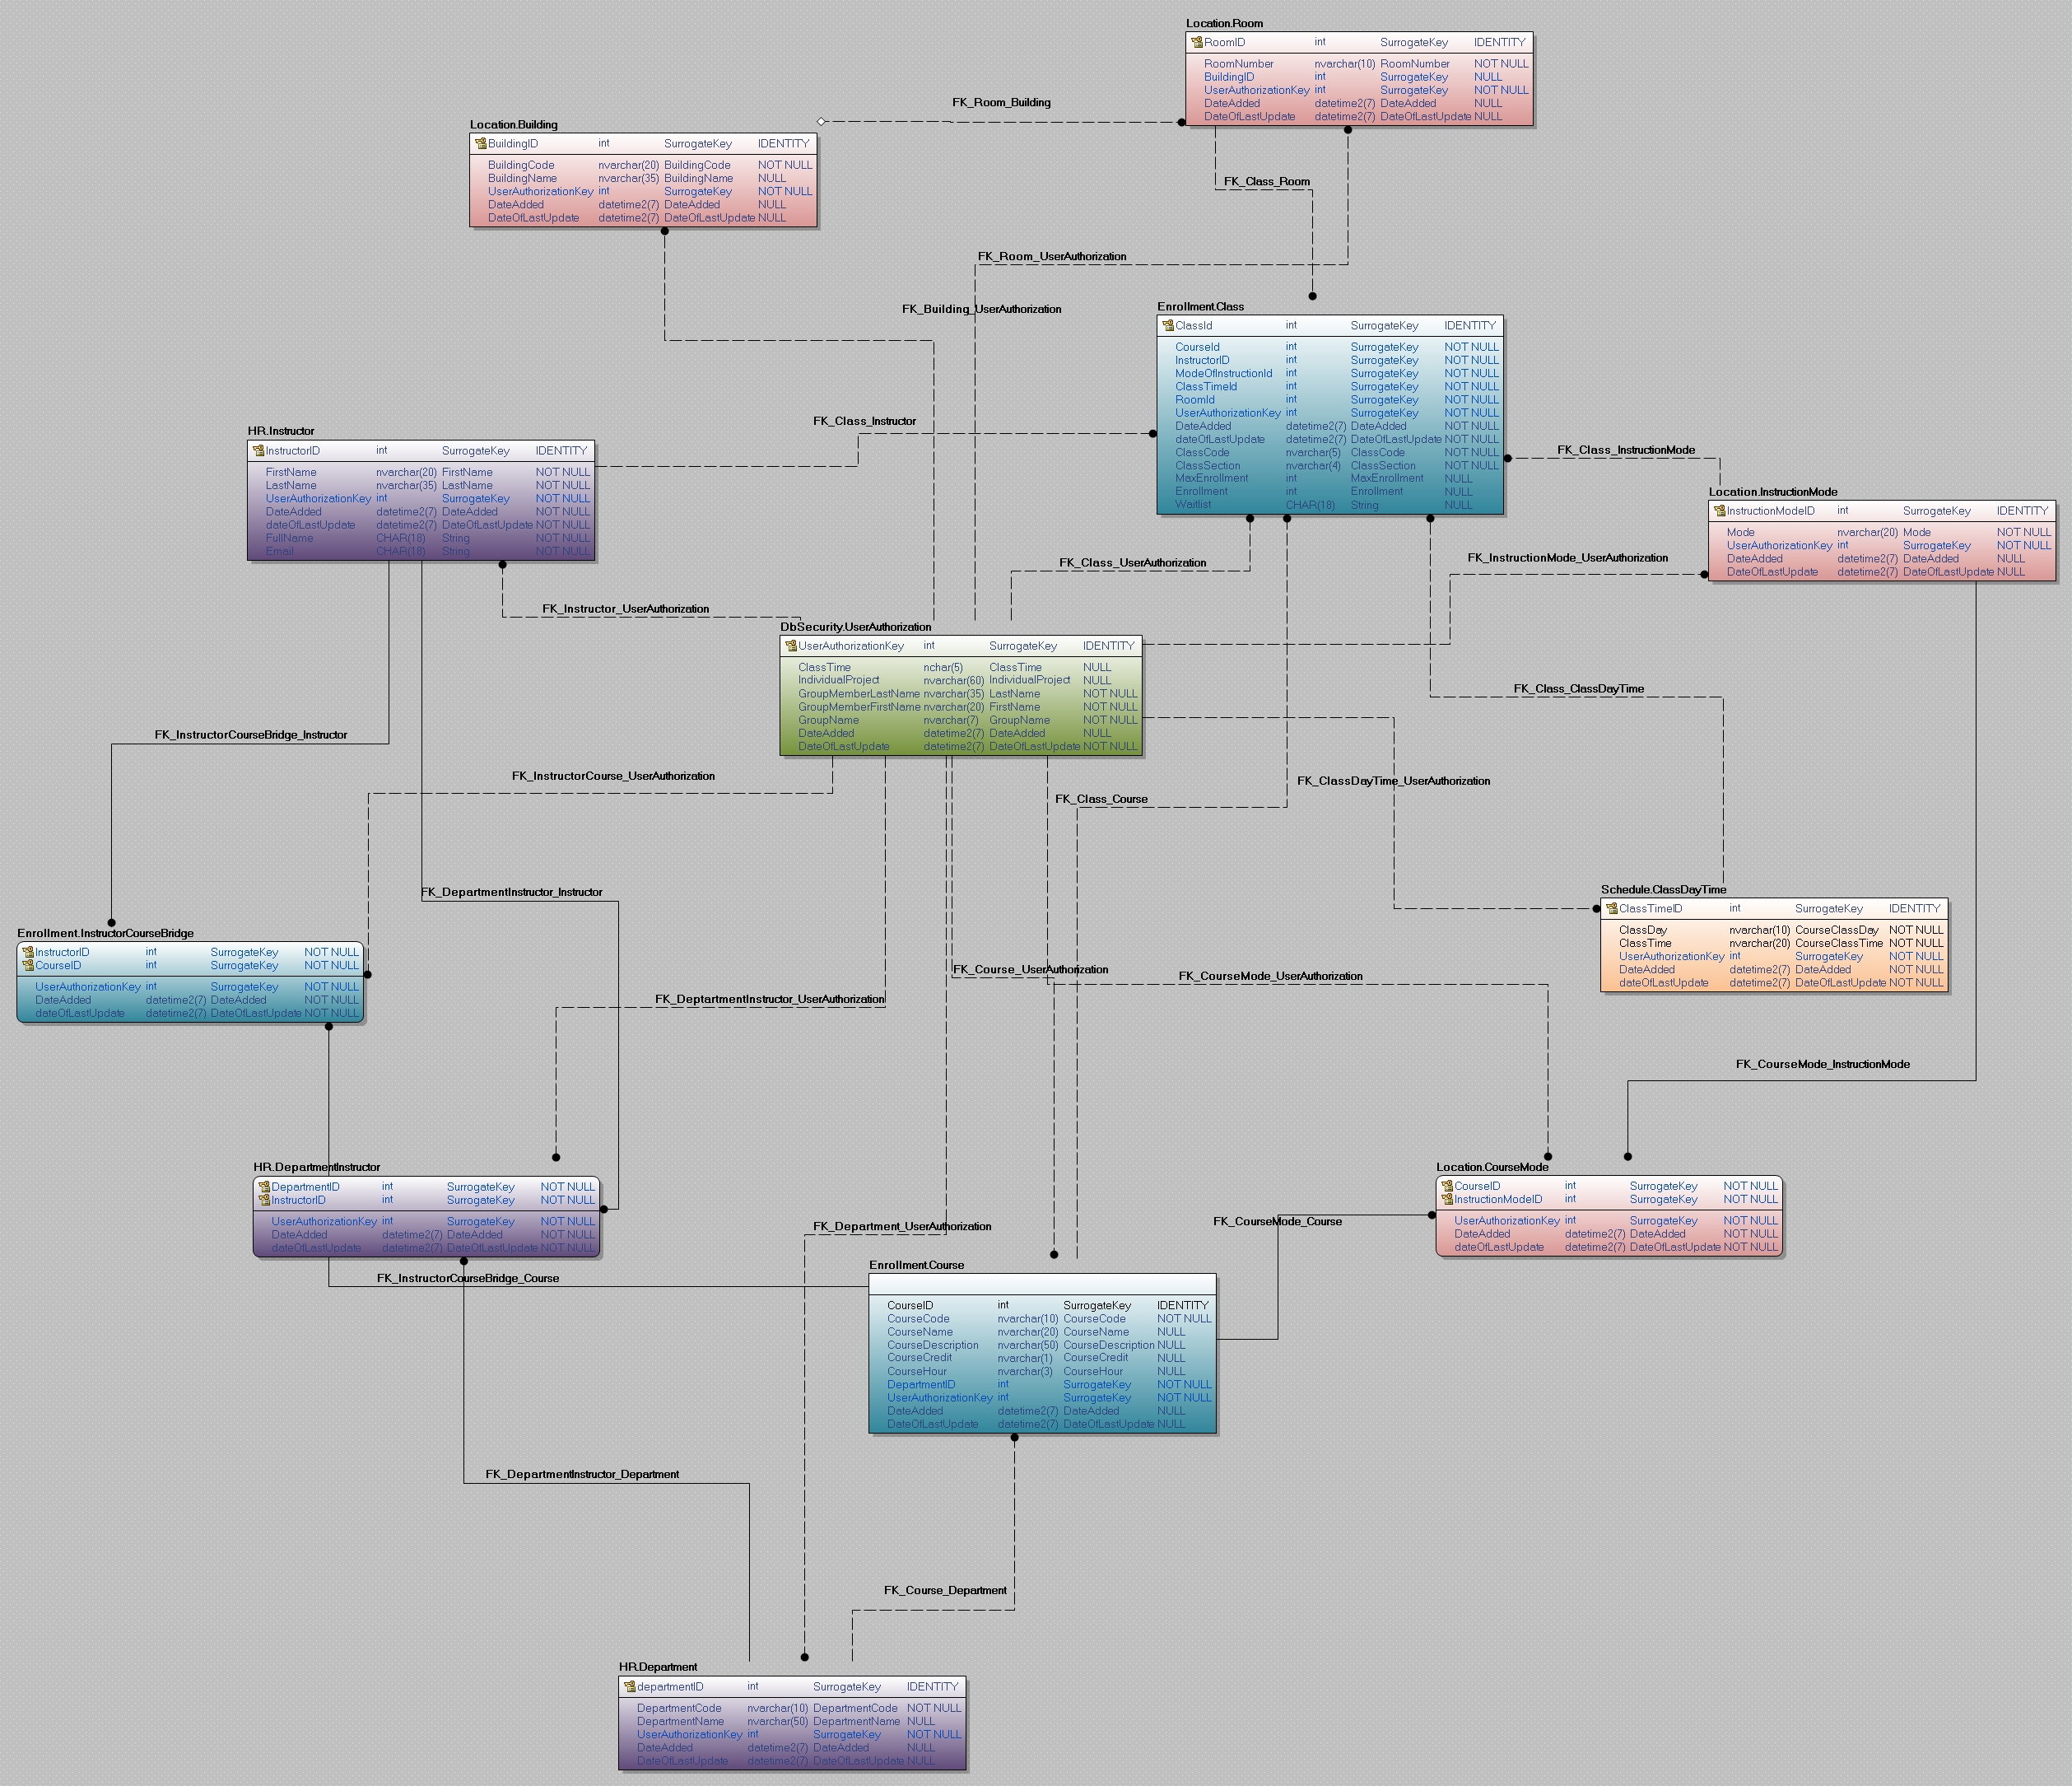 Location.Room
RoomID int SurrogateKey IDENTITY
RoomNumber nvarchar(10) RoomNumber NOT NULL
BuildingID int SurrogateKey NULL
UserAuthorizationKey int SurrogateKey NOT NULL
DateAdded datetime2(7) DateAdded NULL
DateOfLastUpdate datetime2(7) DateOfLastUpdate NULL
FK_Room_Building
Location.Building
BuildingID int SurrogateKey IDENTITY
BuildingCode nvarchar(20) BuildingCode NOT NULL
BuildingName nvarchar(35) BuildingName NULL
UserAuthorizationKey int SurrogateKey NOT NULL
DateAdded datetime2(7) DateAdded NULL
DateOfLastUpdate datetime2(7) DateOfLastUpdate NULL
FK_Class_Room
FK_Room_UserAuthorization
FK_Building_UserAuthorization
Enrollment.Class
ClassId int SurrogateKey IDENTITY
CourseId int SurrogateKey NOT NULL
InstructorID int SurrogateKey NOT NULL
ModeOfInstructionId int SurrogateKey NOT NULL
ClassTimeId int SurrogateKey NOT NULL
RoomId int SurrogateKey NOT NULL
UserAuthorizationKey int SurrogateKey NOT NULL
DateAdded datetime2(7) DateAdded NOT NULL
dateOfLastUpdate datetime2(7) DateOfLastUpdate NOT NULL
ClassCode nvarchar(5) ClassCode NOT NULL
ClassSection nvarchar(4) ClassSection NOT NULL
MaxEnrollment int MaxEnrollment NULL
Enrollment int Enrollment NULL
Waitlist CHAR(18) String NULL
FK_Class_Instructor
HR.Instructor
InstructorID int SurrogateKey IDENTITY
FirstName nvarchar(20) FirstName NOT NULL
LastName nvarchar(35) LastName NOT NULL
UserAuthorizationKey int SurrogateKey NOT NULL
DateAdded datetime2(7) DateAdded NOT NULL
dateOfLastUpdate datetime2(7) DateOfLastUpdate NOT NULL
FullName CHAR(18) String NOT NULL
Email CHAR(18) String NOT NULL
FK_Class_InstructionMode
Location.InstructionMode
InstructionModeID int SurrogateKey IDENTITY
Mode nvarchar(20) Mode NOT NULL
UserAuthorizationKey int SurrogateKey NOT NULL
DateAdded datetime2(7) DateAdded NULL
DateOfLastUpdate datetime2(7) DateOfLastUpdate NULL
FK_InstructionMode_UserAuthorization
FK_Class_UserAuthorization
FK_Instructor_UserAuthorization
DbSecurity.UserAuthorization
UserAuthorizationKey int SurrogateKey IDENTITY
ClassTime nchar(5) ClassTime NULL
IndividualProject nvarchar(60) IndividualProject NULL
GroupMemberLastName nvarchar(35) LastName NOT NULL
GroupMemberFirstName nvarchar(20) FirstName NOT NULL
GroupName nvarchar(7) GroupName NOT NULL
DateAdded datetime2(7) DateAdded NULL
DateOfLastUpdate datetime2(7) DateOfLastUpdate NOT NULL
FK_Class_ClassDayTime
FK_InstructorCourseBridge_Instructor
FK_InstructorCourse_UserAuthorization
FK_ClassDayTime_UserAuthorization
FK_Class_Course
FK_DepartmentInstructor_Instructor
Schedule.ClassDayTime
ClassTimeID int SurrogateKey IDENTITY
ClassDay nvarchar(10) CourseClassDay NOT NULL
ClassTime nvarchar(20) CourseClassTime NOT NULL
UserAuthorizationKey int SurrogateKey NOT NULL
DateAdded datetime2(7) DateAdded NOT NULL
dateOfLastUpdate datetime2(7) DateOfLastUpdate NOT NULL
Enrollment.InstructorCourseBridge
InstructorID int SurrogateKey NOT NULL
CourseID int SurrogateKey NOT NULL
UserAuthorizationKey int SurrogateKey NOT NULL
DateAdded datetime2(7) DateAdded NOT NULL
dateOfLastUpdate datetime2(7) DateOfLastUpdate NOT NULL
FK_Course_UserAuthorization
FK_CourseMode_UserAuthorization
FK_DeptartmentInstructor_UserAuthorization
FK_CourseMode_InstructionMode
HR.DepartmentInstructor
DepartmentID int SurrogateKey NOT NULL
InstructorID int SurrogateKey NOT NULL
UserAuthorizationKey int SurrogateKey NOT NULL
DateAdded datetime2(7) DateAdded NOT NULL
dateOfLastUpdate datetime2(7) DateOfLastUpdate NOT NULL
Location.CourseMode
CourseID int SurrogateKey NOT NULL
InstructionModeID int SurrogateKey NOT NULL
UserAuthorizationKey int SurrogateKey NOT NULL
DateAdded datetime2(7) DateAdded NOT NULL
dateOfLastUpdate datetime2(7) DateOfLastUpdate NOT NULL
FK_Department_UserAuthorization
FK_CourseMode_Course
FK_InstructorCourseBridge_Course
Enrollment.Course
CourseID int SurrogateKey IDENTITY
CourseCode nvarchar(10) CourseCode NOT NULL
CourseName nvarchar(20) CourseName NULL
CourseDescription nvarchar(50) CourseDescription NULL
CourseCredit nvarchar(1) CourseCredit NULL
CourseHour nvarchar(3) CourseHour NULL
DepartmentID int SurrogateKey NOT NULL
UserAuthorizationKey int SurrogateKey NOT NULL
DateAdded datetime2(7) DateAdded NULL
DateOfLastUpdate datetime2(7) DateOfLastUpdate NULL
FK_DepartmentInstructor_Department
FK_Course_Department
HR.Department
departmentID int SurrogateKey IDENTITY
DepartmentCode nvarchar(10) DepartmentCode NOT NULL
DepartmentName nvarchar(50) DepartmentName NULL
UserAuthorizationKey int SurrogateKey NOT NULL
DateAdded datetime2(7) DateAdded NULL
DateOfLastUpdate datetime2(7) DateOfLastUpdate NULL